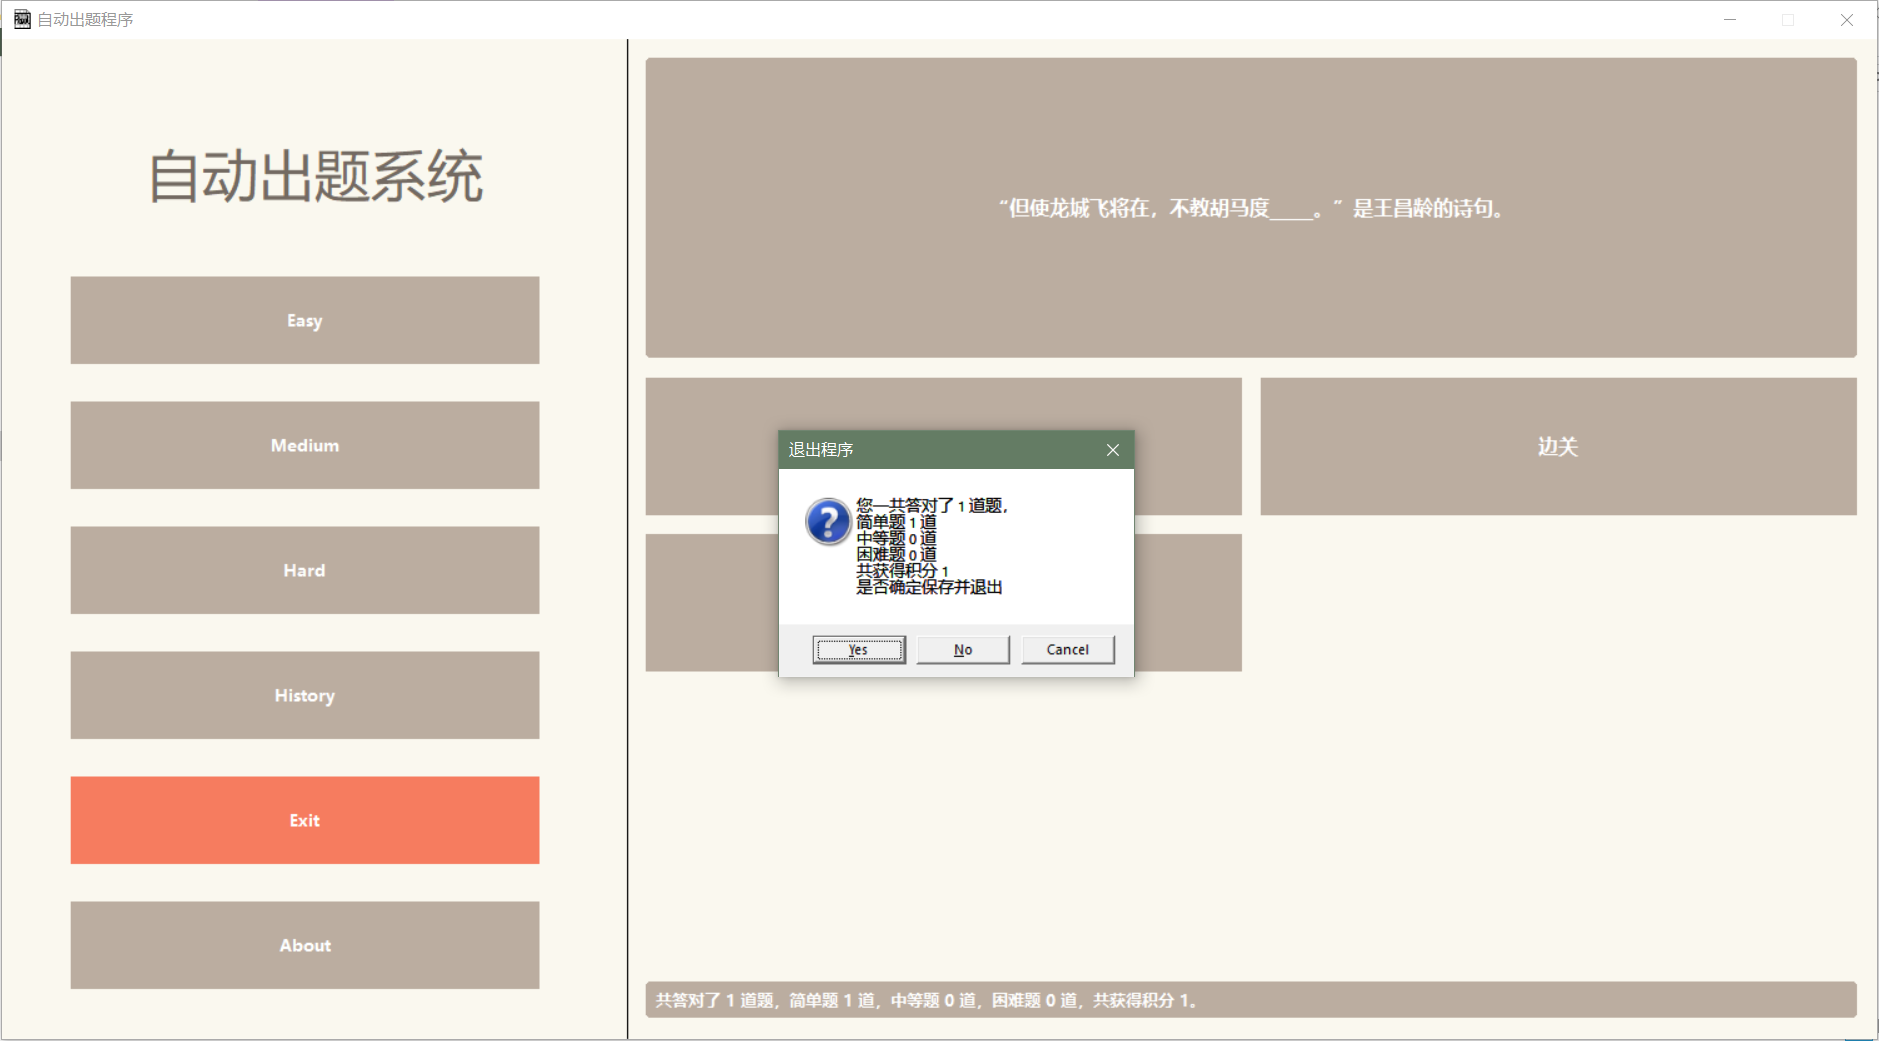 自动出题程序
自动出题系统
Easy
Medium
Hard
History
Exit
About
“但使龙城飞将在，不教胡马度____。”是王昌龄的诗句。
边关
退出程序
您一共答对了 1 道题，
简单题 1 道
中等题 0 道
困难题 0 道
共获得积分 1
是否确定保存并退出
Yes
No
Cancel
共答对了 1 道题，简单题 1 道，中等题 0 道，困难题 0 道，共获得积分 1。